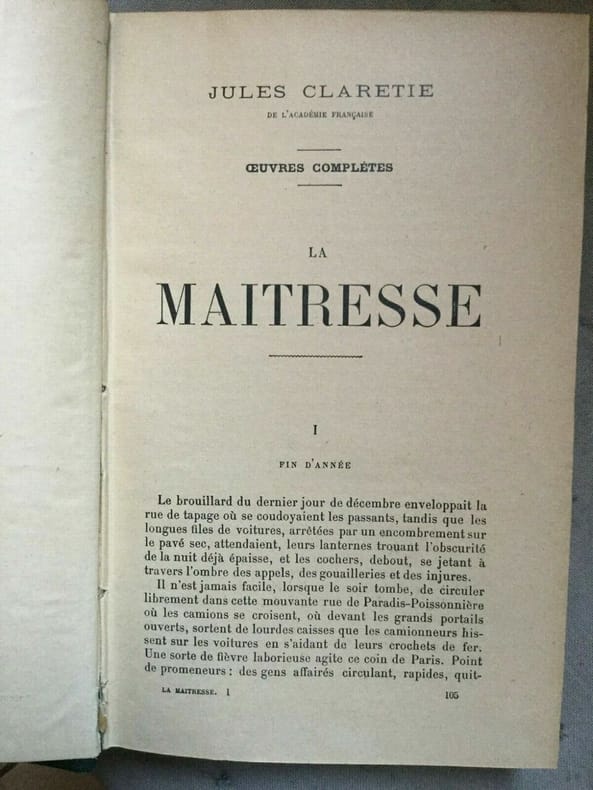 JULES CLARETIE
DE L'ACADÉMIE FRANÇAISE
ŒUVRES COMPLÈTES
LA
MAITRESSE
I
FIN D'ANNÉE
Le brouillard du dernier jour de décembre enveloppait la
rue de tapage où se coudoyaient les passants, tandis que les
longues files de voitures, arrêtées par un encombrement sur
le pavé sec, attendaient, leurs lanternes trouant l'obscurité
de la nuit déjà épaisse, et les cochers, debout, se jetant à
travers l'ombre des appels, des gouailleries et des injures.
Il n'est jamais facile, lorsque le soir tombe, de circuler
librement dans cette mouvante rue de Paradis-Poissonnière
où les camions se croisent, où devant les grands portails
ouverts, sortent de lourdes caisses que les camionneurs his-
sent sur les voitures en s'aidant de leurs crochets de fer.
Une sorte de fièvre laborieuse agite ce coin de Paris. Point
de promeneurs : des gens affairés circulant, rapides, quit-
LA MAITRESSE. 1 105